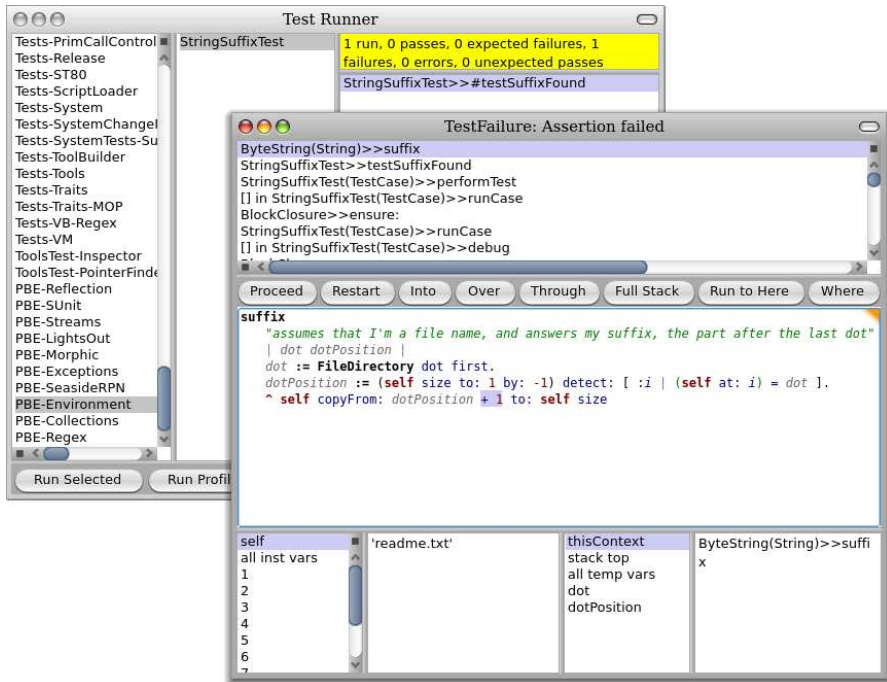 Test Runner
Tests-PrimCallControl
Tests-Release
Tests-ST80
Tests-ScriptLoader
Tests-System
Tests-SystemChangeI
Tests-SystemTests-Su
Tests-ToolBuilder
Tests-Tools
Tests-Traits
Tests-Traits-MOP
Tests-VB-Regex
Tests-VM
ToolsTest-Inspector
ToolsTest-PointerFinde
PBE-Reflection
PBE-SUnit
PBE-Streams
PBE-LightsOut
PBE-Morphic
PBE-Exceptions
PBE-SeasideRPN
PBE-Environment
PBE-Collections
PBE-Regex
StringSuffixTest
1 run, 0 passes, 0 expected failures, 1
failures, 0 errors, 0 unexpected passes
StringSuffixTest>>#testSuffixFound
Run Selected
Run Profil
TestFailure: Assertion failed
ByteString(String)>>suffix
StringSuffixTest>>testSuffixFound
StringSuffixTest(TestCase)>>performTest
[] in StringSuffixTest(TestCase)>>runCase
BlockClosure>>ensure:
StringSuffixTest(TestCase)>>runCase
[] in StringSuffixTest(TestCase)>>debug
Proceed Restart Into Over Through Full Stack Run to Here Where
suffix
"assumes that I'm a file name, and answers my suffix, the part after the last dot"
| dot dotPosition |
dot := FileDirectory dot first.
dotPosition := (self size to: 1 by: -1) detect: [ :i | (self at: i) = dot ].
^ self copyFrom: dotPosition + 1 to: self size
self
all inst vars
1
2
3
4
5
6
7
'readme.txt'
thisContext
stack top
all temp vars
dot
dotPosition
ByteString(String)>>suffi
x